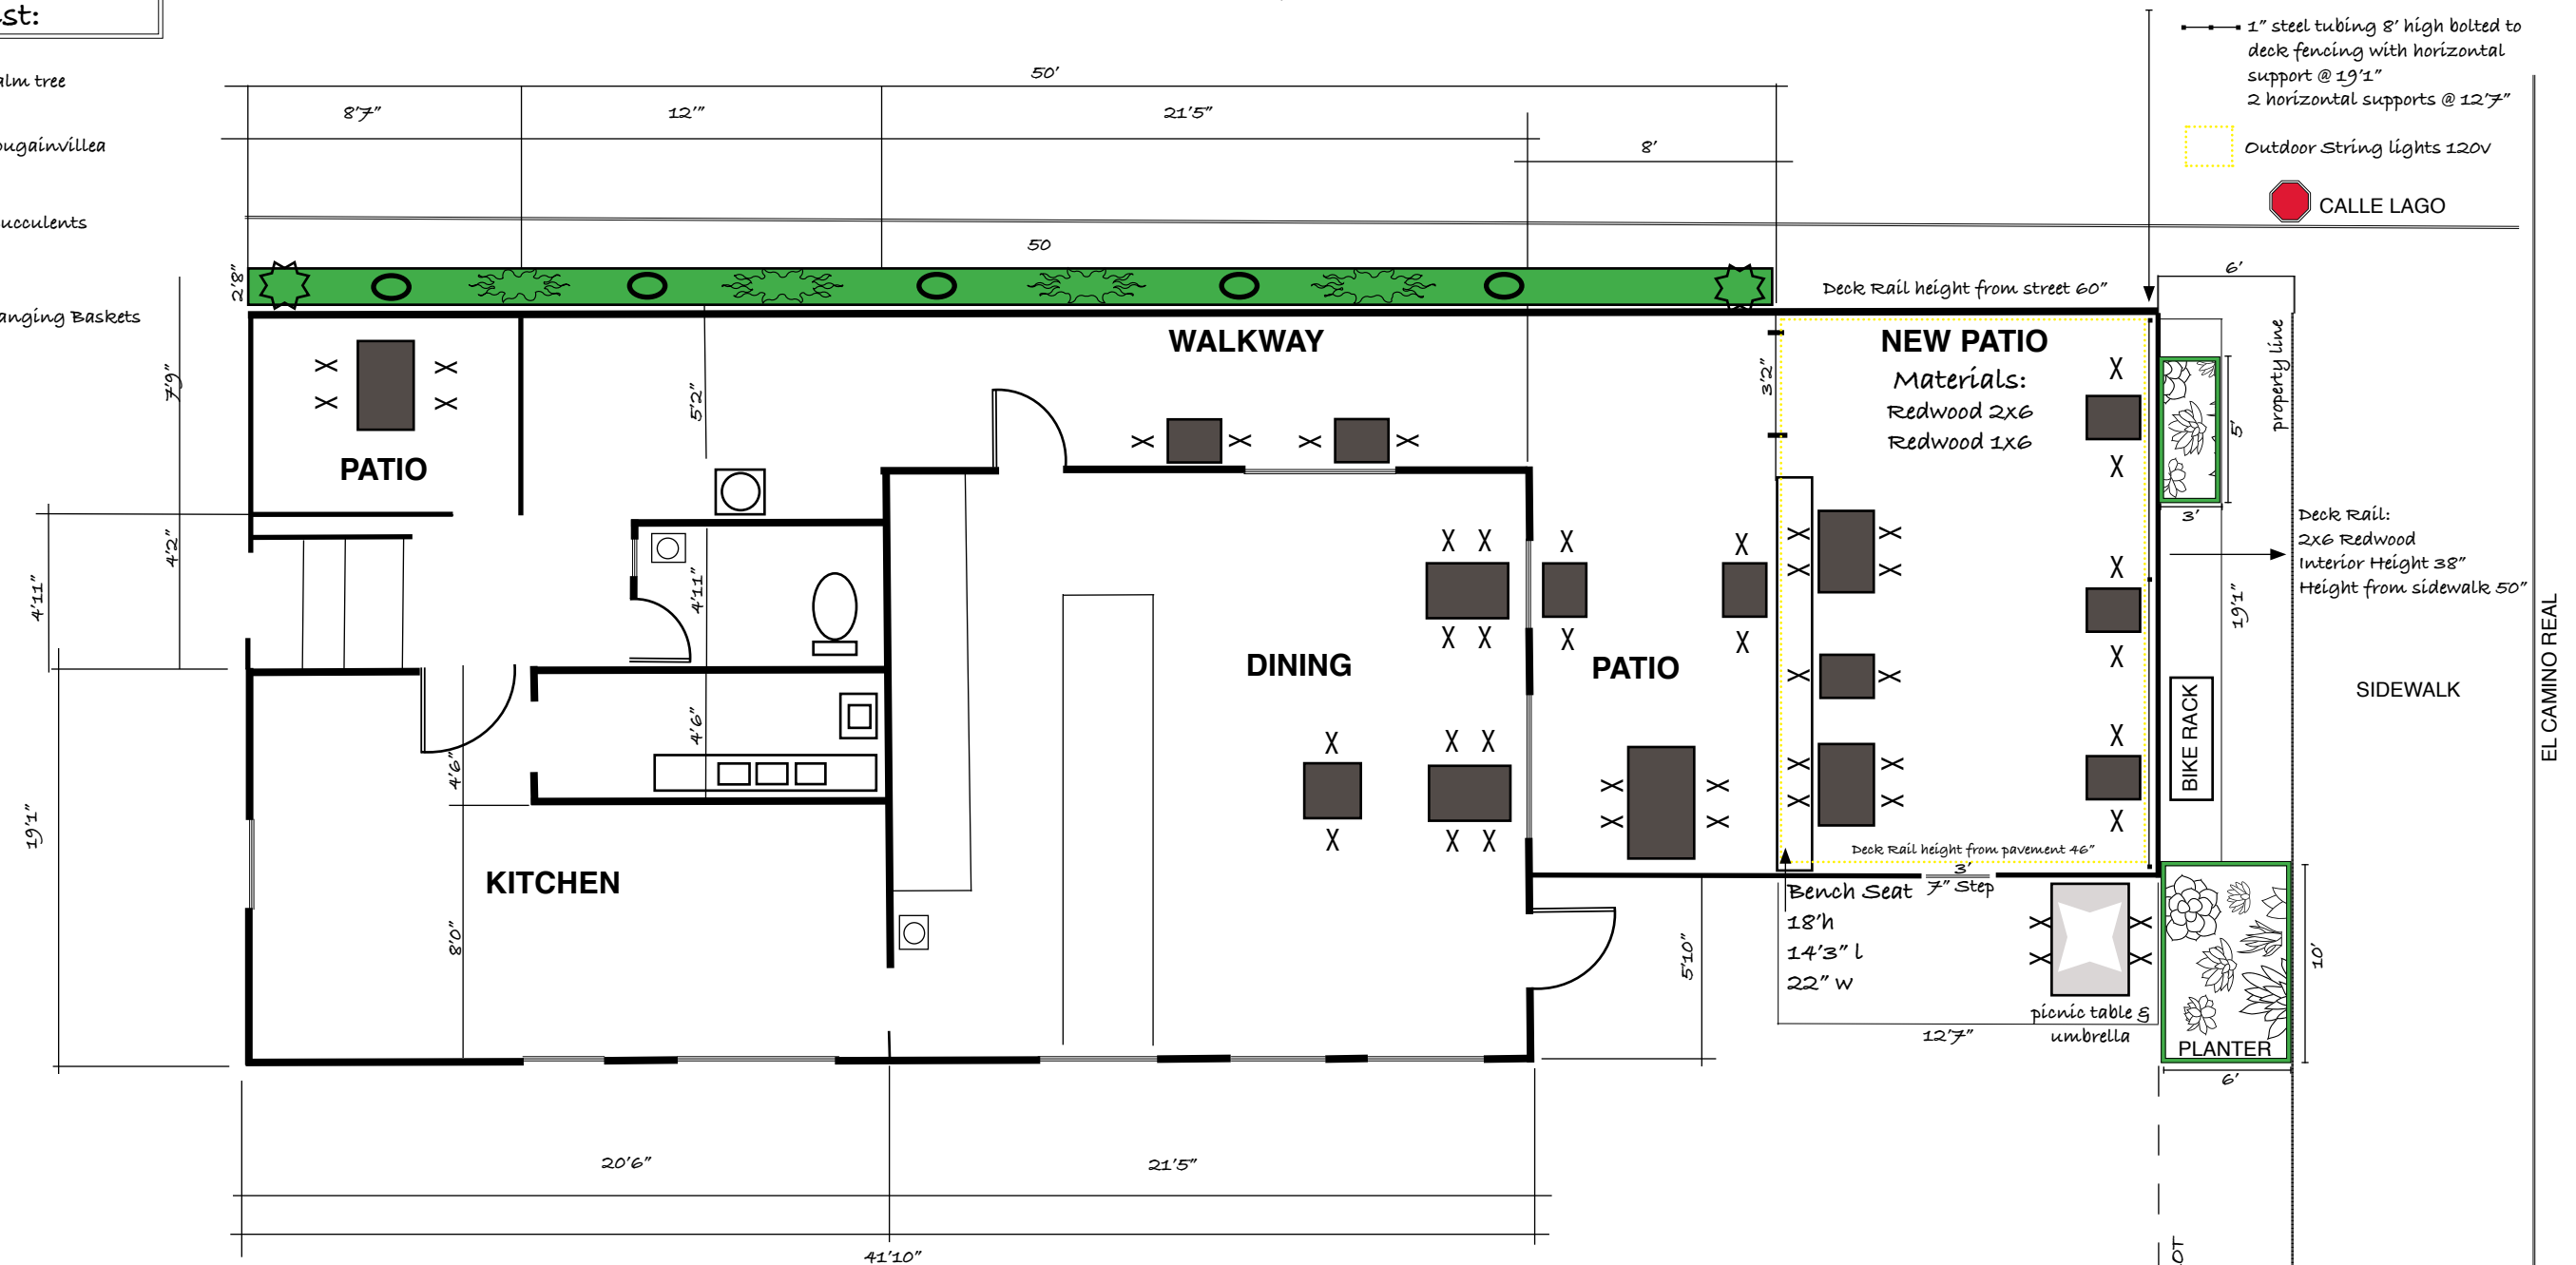 st:
alm tree
ougainvillea
ucculents
anging Baskets
50'
8'7"
12'"
21'5"
8'
50
2'8"
1" steel tubing 8' high bolted to
deck fencing with horizontal
support @ 19'1"
2 horizontal supports @ 12'7"
Outdoor String lights 120v
CALLE LAGO
Deck Rail height from street 60"
6'
property line
WALKWAY
NEW PATIO
Materials:
Redwood 2x6
Redwood 1x6
3'2"
5'2"
7'9"
PATIO
4'2"
4'11"
4'11"
5'
3'
Deck Rail:
2x6 Redwood
Interior Height 38"
Height from sidewalk 50"
19'1"
DINING
PATIO
SIDEWALK
EL CAMINO REAL
BIKE RACK
4'6"
4'6"
19'1"
KITCHEN
8'0"
Deck Rail height from pavement 46"
3'
7" Step
Bench Seat
18'h
14'3" l
22" w
5'10"
12'7"
picnic table &
umbrella
PLANTER
10'
6'
20'6"
21'5"
41'10"
OT